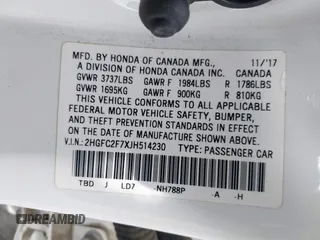 MFD. BY HONDA OF CANADA MFG., 11/'17
A DIVISION OF HONDA CANADA INC. CANADA
GVWR 3737LBS GAWR F 1984LBS R 1786LBS
GVWR 1695KG GAWR F 900KG R 810KG
THIS VEHICLE CONFORMS TO ALL APPLICABLE
FEDERAL MOTOR VEHICLE SAFETY, BUMPER,
AND THEFT PREVENTION STANDARDS IN EFFECT
ON THE DATE OF MANUFACTURE SHOWN ABOVE.
V.I.N.: 2HGFC2F7XJH514230 TYPE: PASSENGER CAR
TBD J LD7 NH788P -A -H
DREAMBID